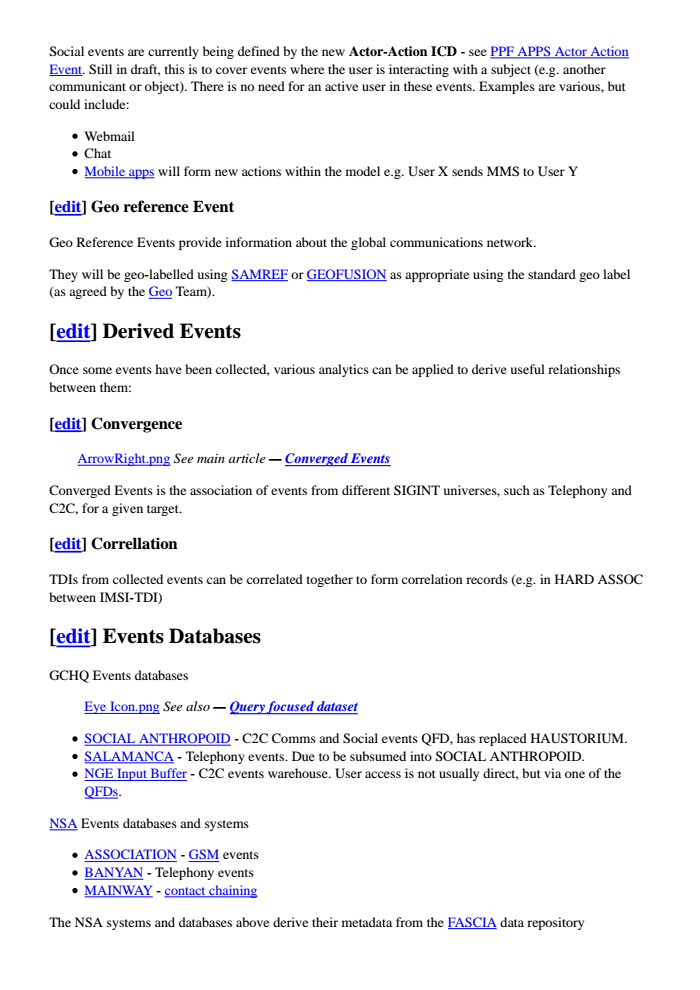 Social events are currently being defined by the new Actor-Action ICD - see PPF APPS Actor Action
Event. Still in draft, this is to cover events where the user is interacting with a subject (e.g. another
communicant or object). There is no need for an active user in these events. Examples are various, but
could include:
• Webmail
• Chat
• Mobile apps will form new actions within the model e.g. User X sends MMS to User Y
[edit] Geo reference Event
Geo Reference Events provide information about the global communications network.
They will be geo-labelled using SAMREF or GEOFUSION as appropriate using the standard geo label
(as agreed by the Geo Team).
[edit] Derived Events
Once some events have been collected, various analytics can be applied to derive useful relationships
between them:
[edit] Convergence
ArrowRight.png See main article — Converged Events
Converged Events is the association of events from different SIGINT universes, such as Telephony and
C2C, for a given target.
[edit] Correllation
TDIs from collected events can be correlated together to form correlation records (e.g. in HARD ASSOC
between IMSI-TDI)
[edit] Events Databases
GCHQ Events databases
Eye Icon.png See also — Query focused dataset
• SOCIAL ANTHROPOID - C2C Comms and Social events QFD, has replaced HAUSTORIUM.
• SALAMANCA - Telephony events. Due to be subsumed into SOCIAL ANTHROPOID.
• NGE Input Buffer - C2C events warehouse. User access is not usually direct, but via one of the
QFDs.
NSA Events databases and systems
• ASSOCIATION - GSM events
• BANYAN - Telephony events
• MAINWAY - contact chaining
The NSA systems and databases above derive their metadata from the FASCIA data repository